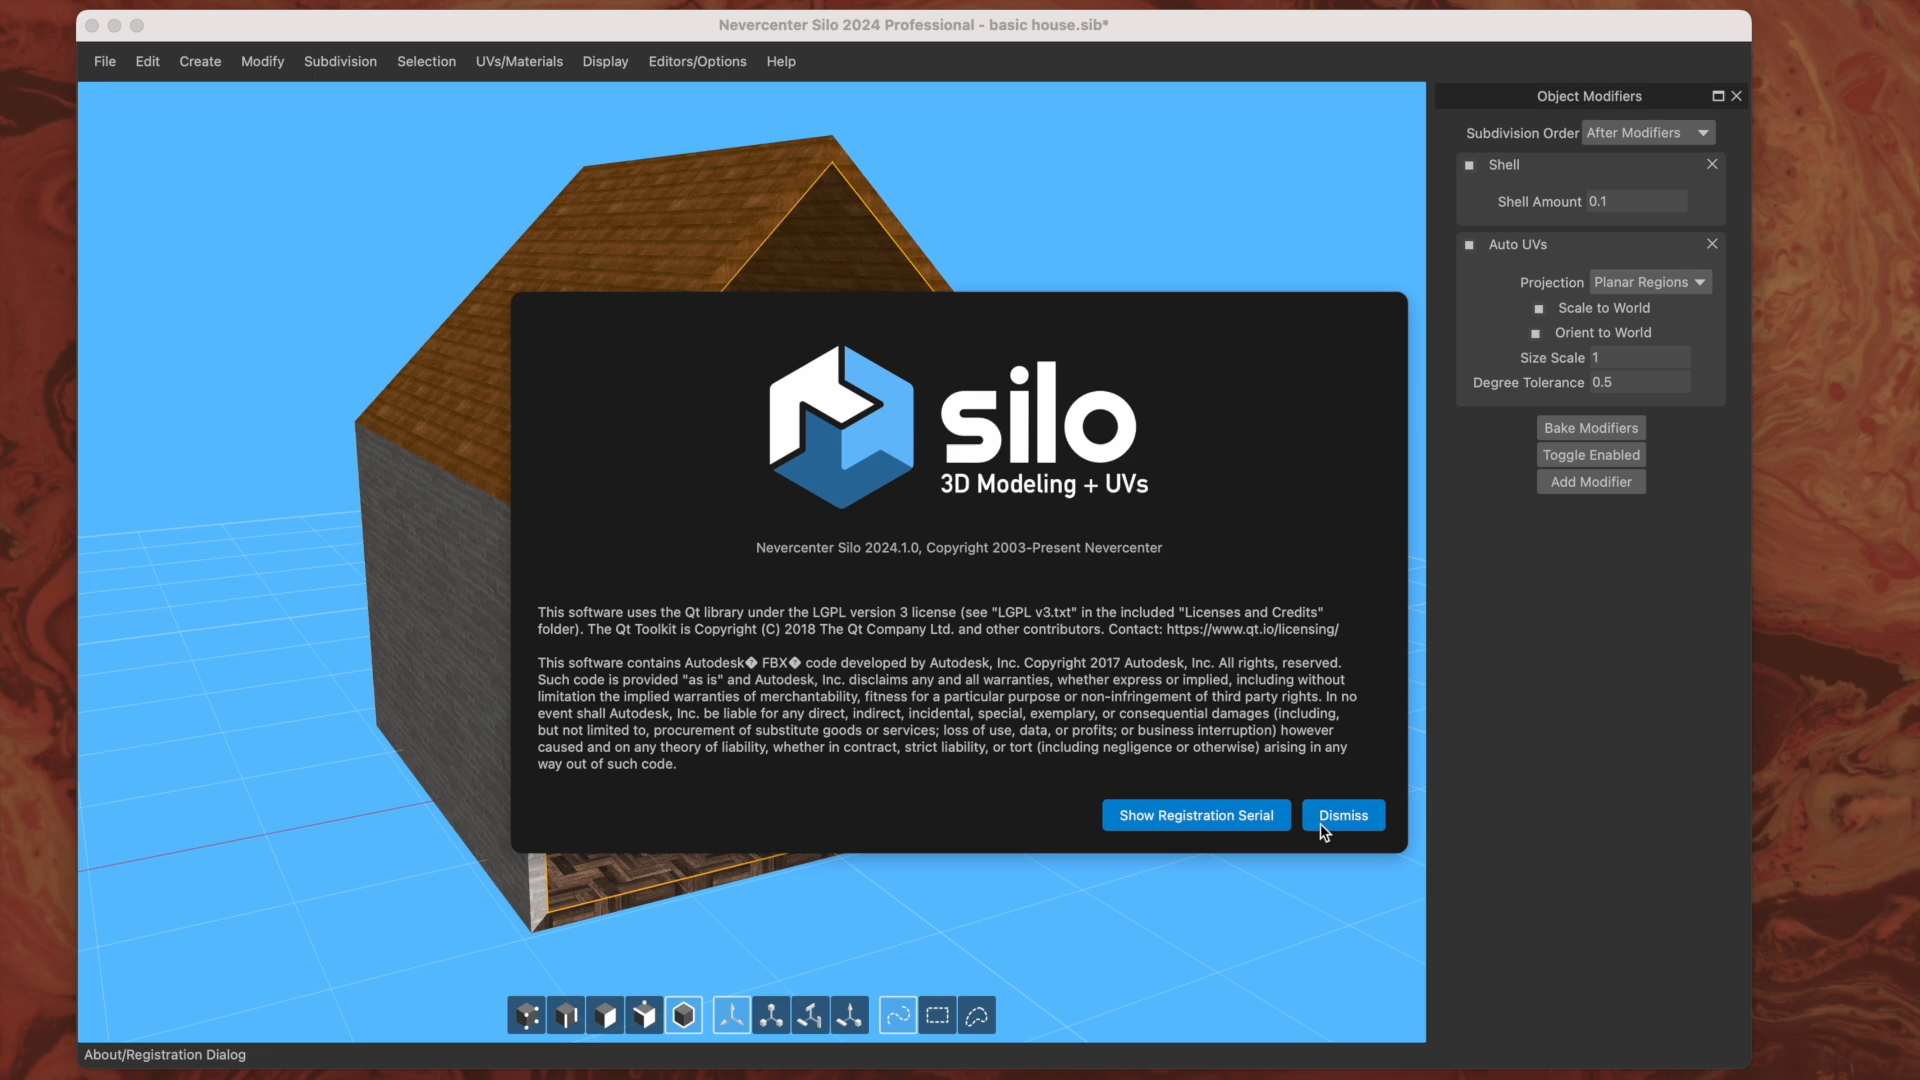 Nevercenter Silo 2024 Professional - basic house.sib*
File Edit Create Modify Subdivision Selection UVs/Materials Display Editors/Options Help
Object Modifiers
Subdivision Order After Modifiers
Shell
Shell Amount 0.1
Auto UVs
Projection Planar Regions
Scale to World
Orient to World
Size Scale 1
Degree Tolerance 0.5
Bake Modifiers
Toggle Enabled
Add Modifier
silo
3D Modeling + UVs
Nevercenter Silo 2024.1.0, Copyright 2003-Present Nevercenter
This software uses the Qt library under the LGPL version 3 license (see "LGPL v3.txt" in the included "Licenses and Credits"
folder). The Qt Toolkit is Copyright (C) 2018 The Qt Company Ltd. and other contributors. Contact: https://www.qt.io/licensing/
This software contains Autodesk� FBX� code developed by Autodesk, Inc. Copyright 2017 Autodesk, Inc. All rights, reserved.
Such code is provided "as is" and Autodesk, Inc. disclaims any and all warranties, whether express or implied, including without
limitation the implied warranties of merchantability, fitness for a particular purpose or non-infringement of third party rights. In no
event shall Autodesk, Inc. be liable for any direct, indirect, incidental, special, exemplary, or consequential damages (including,
but not limited to, procurement of substitute goods or services; loss of use, data, or profits; or business interruption) however
caused and on any theory of liability, whether in contract, strict liability, or tort (including negligence or otherwise) arising in any
way out of such code.
Show Registration Serial Dismiss
About/Registration Dialog